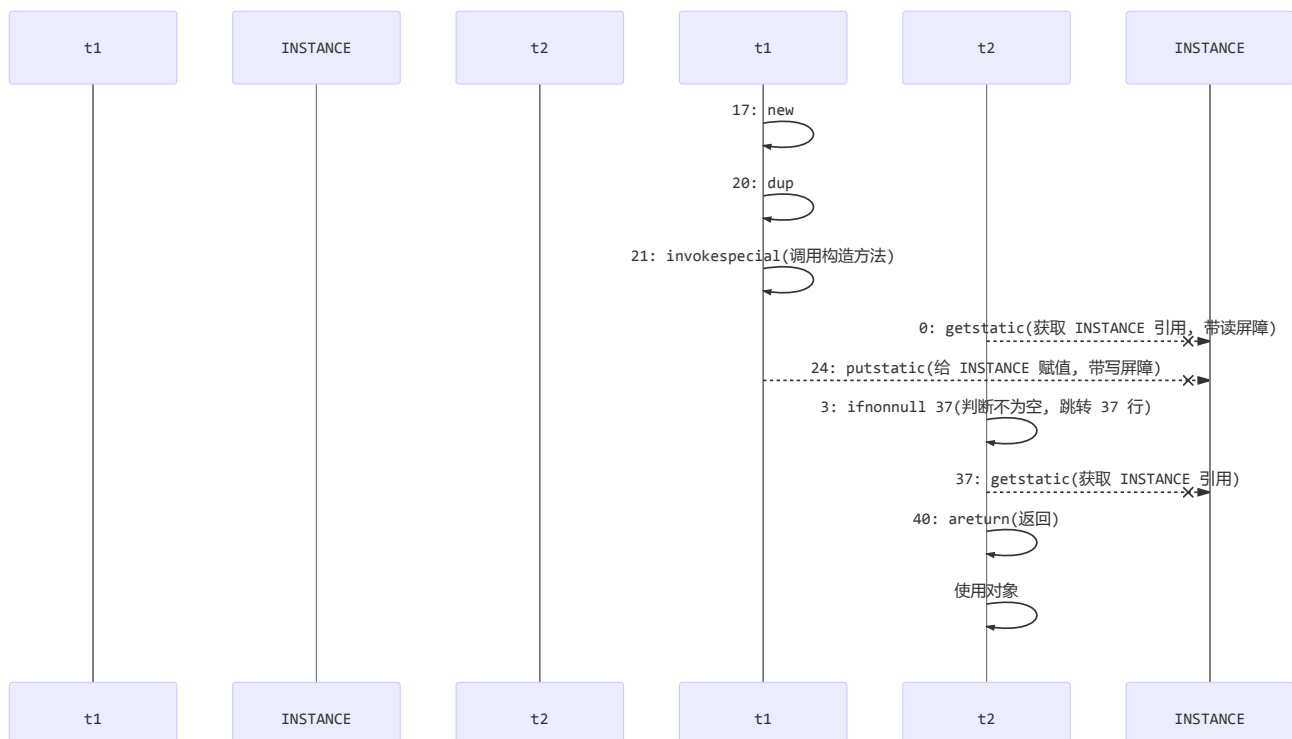 t1
INSTANCE
t2
t1
t2
INSTANCE
17: new
20: dup
21: invokespecial(调用构造方法)
0: getstatic(获取 INSTANCE 引用, 带读屏障)
24: putstatic(给 INSTANCE 赋值, 带写屏障)
3: ifnonnull 37(判断不为空, 跳转 37 行)
37: getstatic(获取 INSTANCE 引用)
40: areturn(返回)
使用对象
t1
INSTANCE
t2
t1
t2
INSTANCE